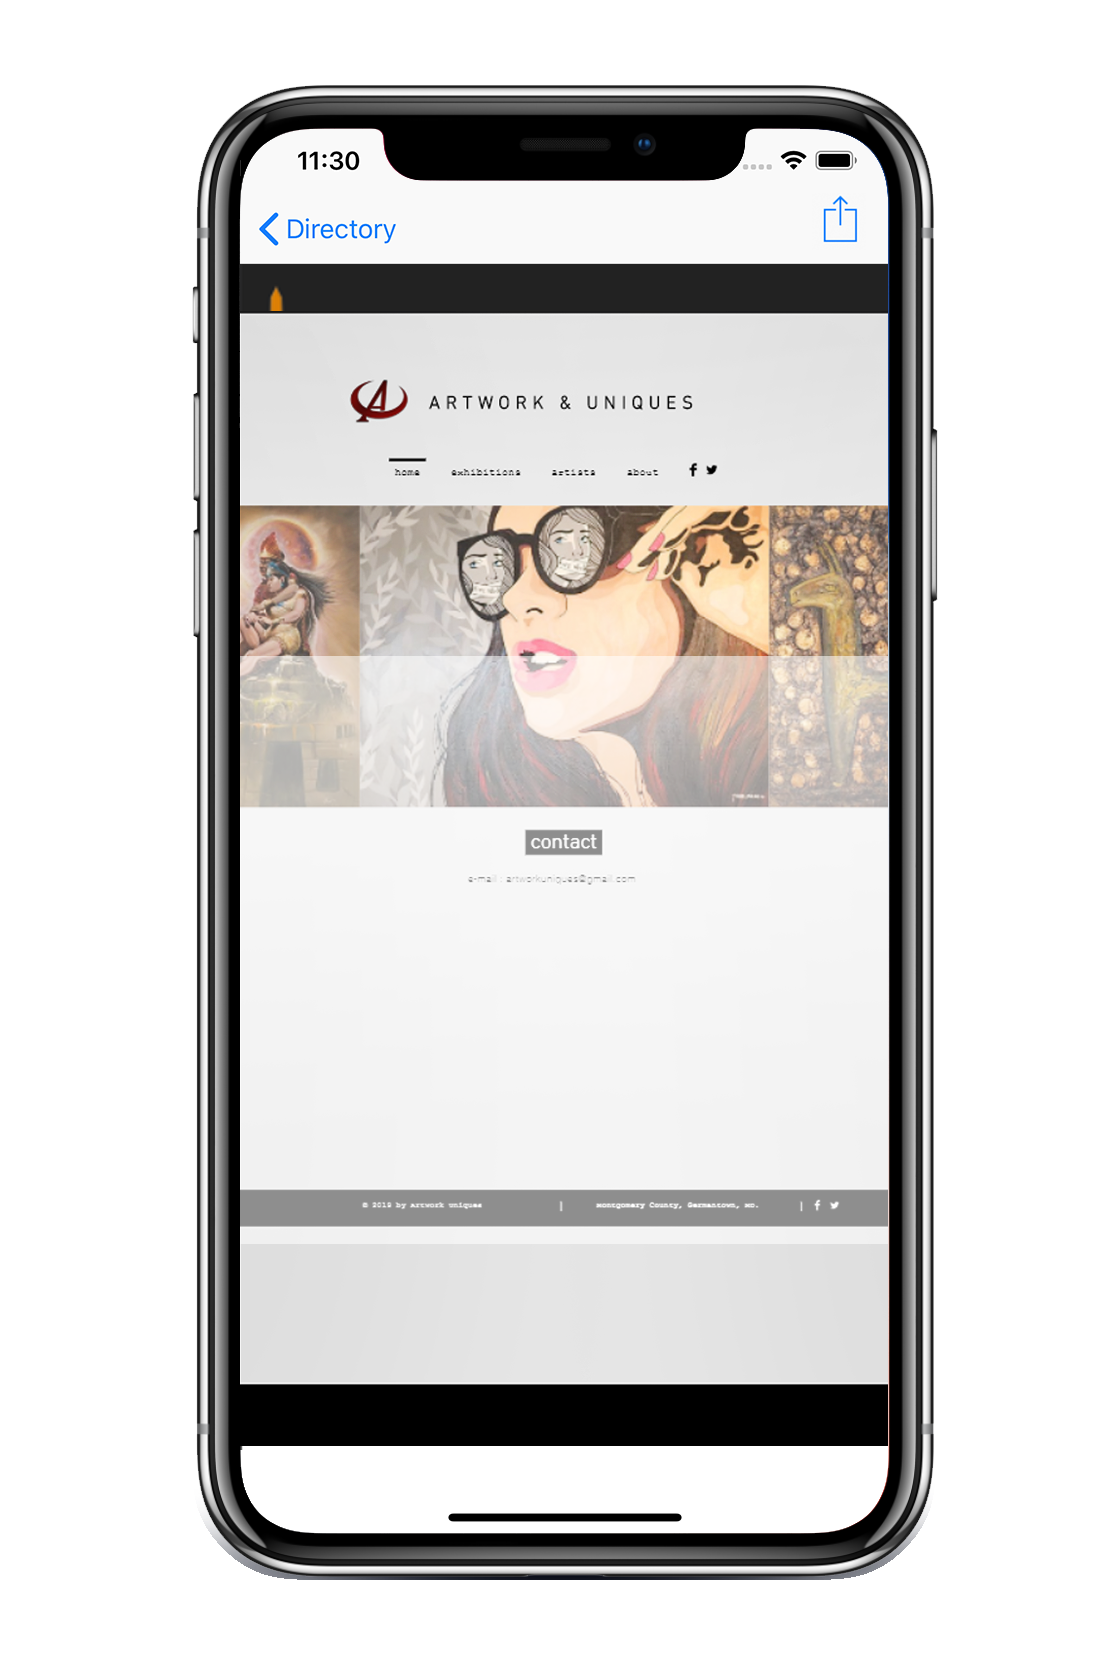 11:30
Directory
ARTWORK & UNIQUES
home exhibitions artists about
contact
e-mail : artworkuniques@gmail.com
© 2019 by Artwork Uniques | Montgomery County, Germantown, MD. |